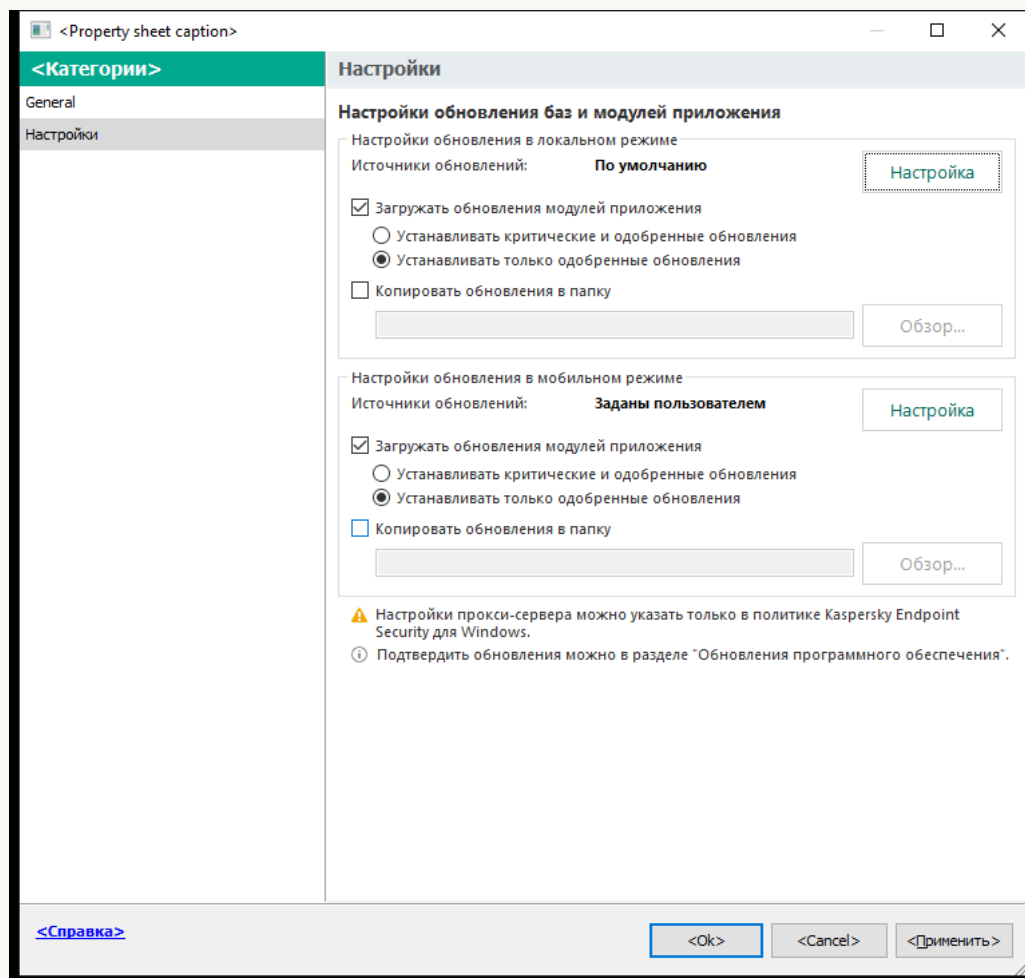 <Property sheet caption>
<Категории>
General
Настройки
Настройки
Настройки обновления баз и модулей приложения
Настройки обновления в локальном режиме
Источники обновлений: По умолчанию
Настройка
Загружать обновления модулей приложения
Устанавливать критические и одобренные обновления
Устанавливать только одобренные обновления
Копировать обновления в папку
Обзор...
Настройки обновления в мобильном режиме
Источники обновлений: Заданы пользователем
Настройка
Загружать обновления модулей приложения
Устанавливать критические и одобренные обновления
Устанавливать только одобренные обновления
Копировать обновления в папку
Обзор...
Настройки прокси-сервера можно указать только в политике Kaspersky Endpoint
Security для Windows.
Подтвердить обновления можно в разделе "Обновления программного обеспечения".
<Справка>
<Ok> <Cancel> <Применить>